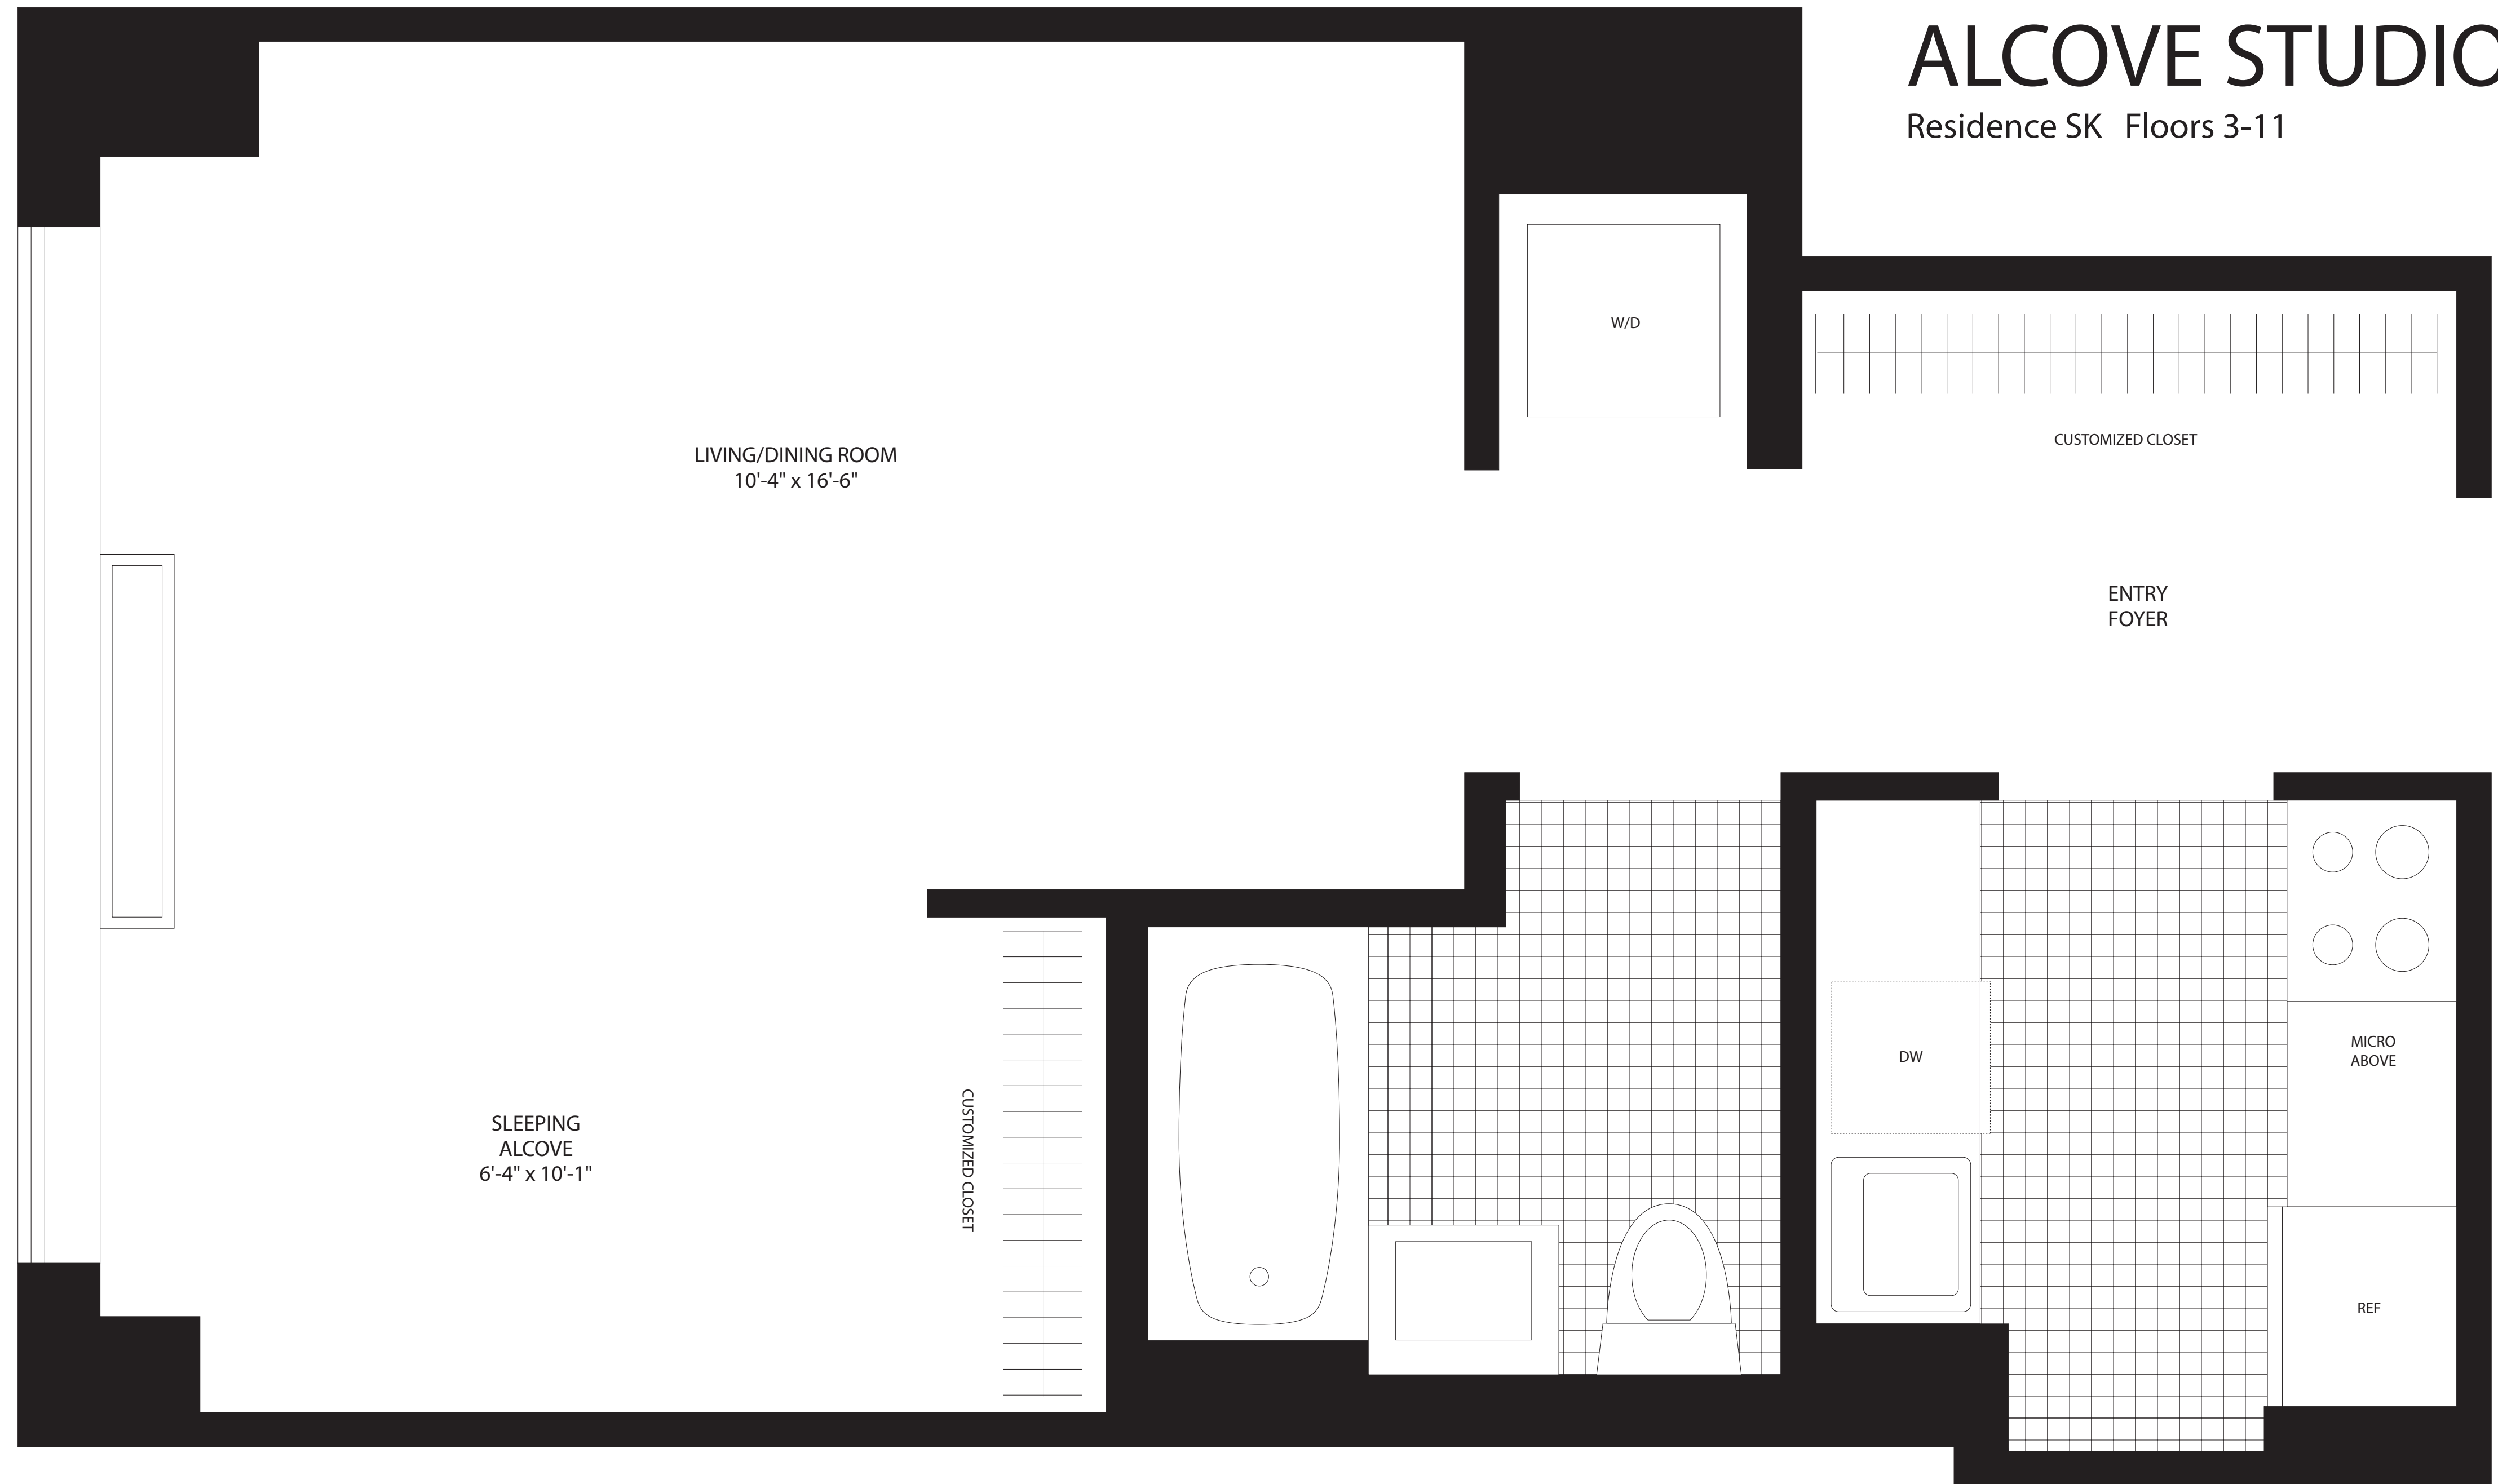 ALCOVE STUDIO
Residence SK Floors 3-11
W/D
CUSTOMIZED CLOSET
LIVING/DINING ROOM
10'-4" x 16'-6"
ENTRY
FOYER
SLEEPING
ALCOVE
6'-4" x 10'-1"
CUSTOMIZED CLOSET
DW
MICRO
ABOVE
REF